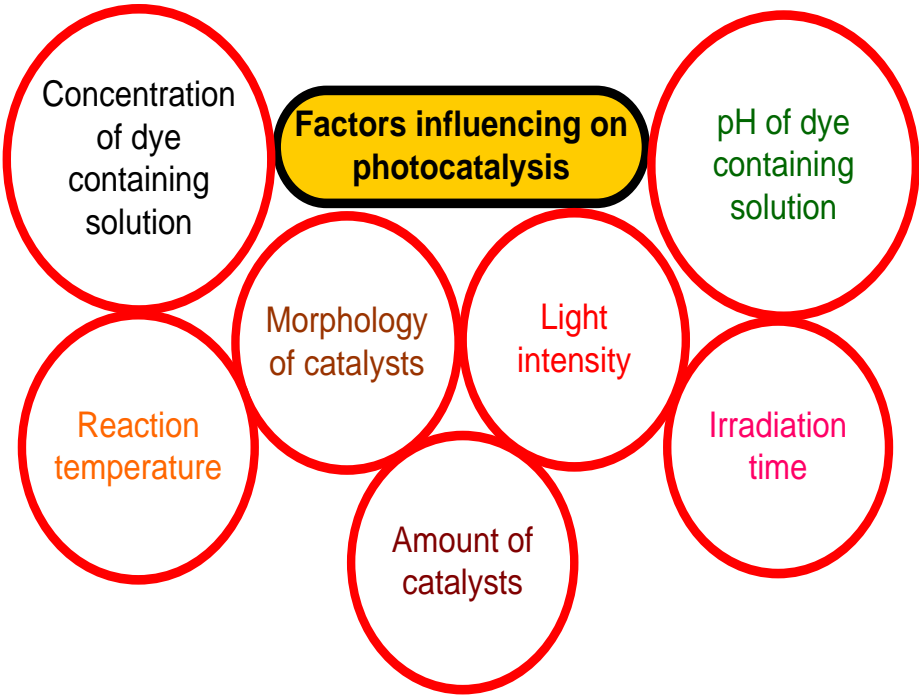 Factors influencing on
photocatalysis
Concentration
of dye
containing
solution
pH of dye
containing
solution
Morphology
of catalysts
Light
intensity
Reaction
temperature
Irradiation
time
Amount of
catalysts